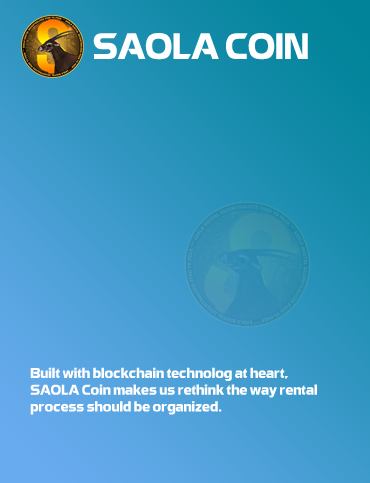 SAOLA COIN
Built with blockchain technolog at heart,
SAOLA Coin makes us rethink the way rental
process should be organized.